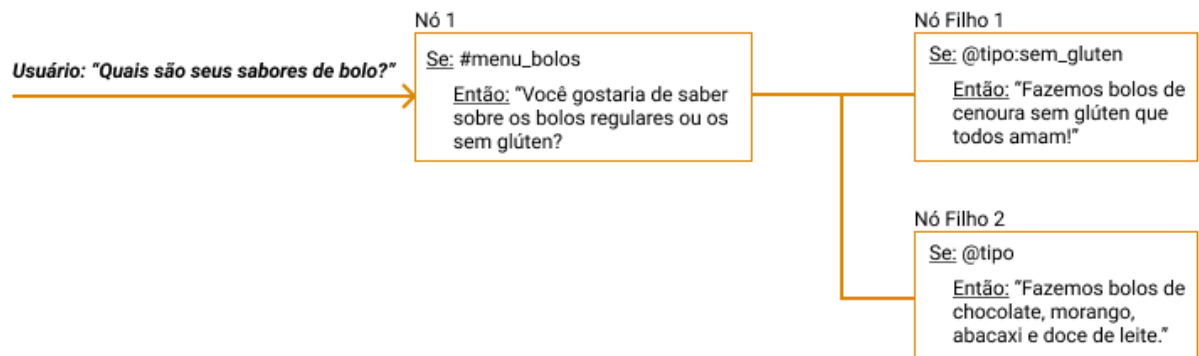 Usuário: “Quais são seus sabores de bolo?”
Nó 1
Se: #menu_bolos
Então: “Você gostaria de saber
sobre os bolos regulares ou os
sem glúten?
Nó Filho 1
Se: @tipo:sem_gluten
Então: “Fazemos bolos de
cenoura sem glúten que
todos amam!”
Nó Filho 2
Se: @tipo
Então: “Fazemos bolos de
chocolate, morango,
abacaxi e doce de leite.”